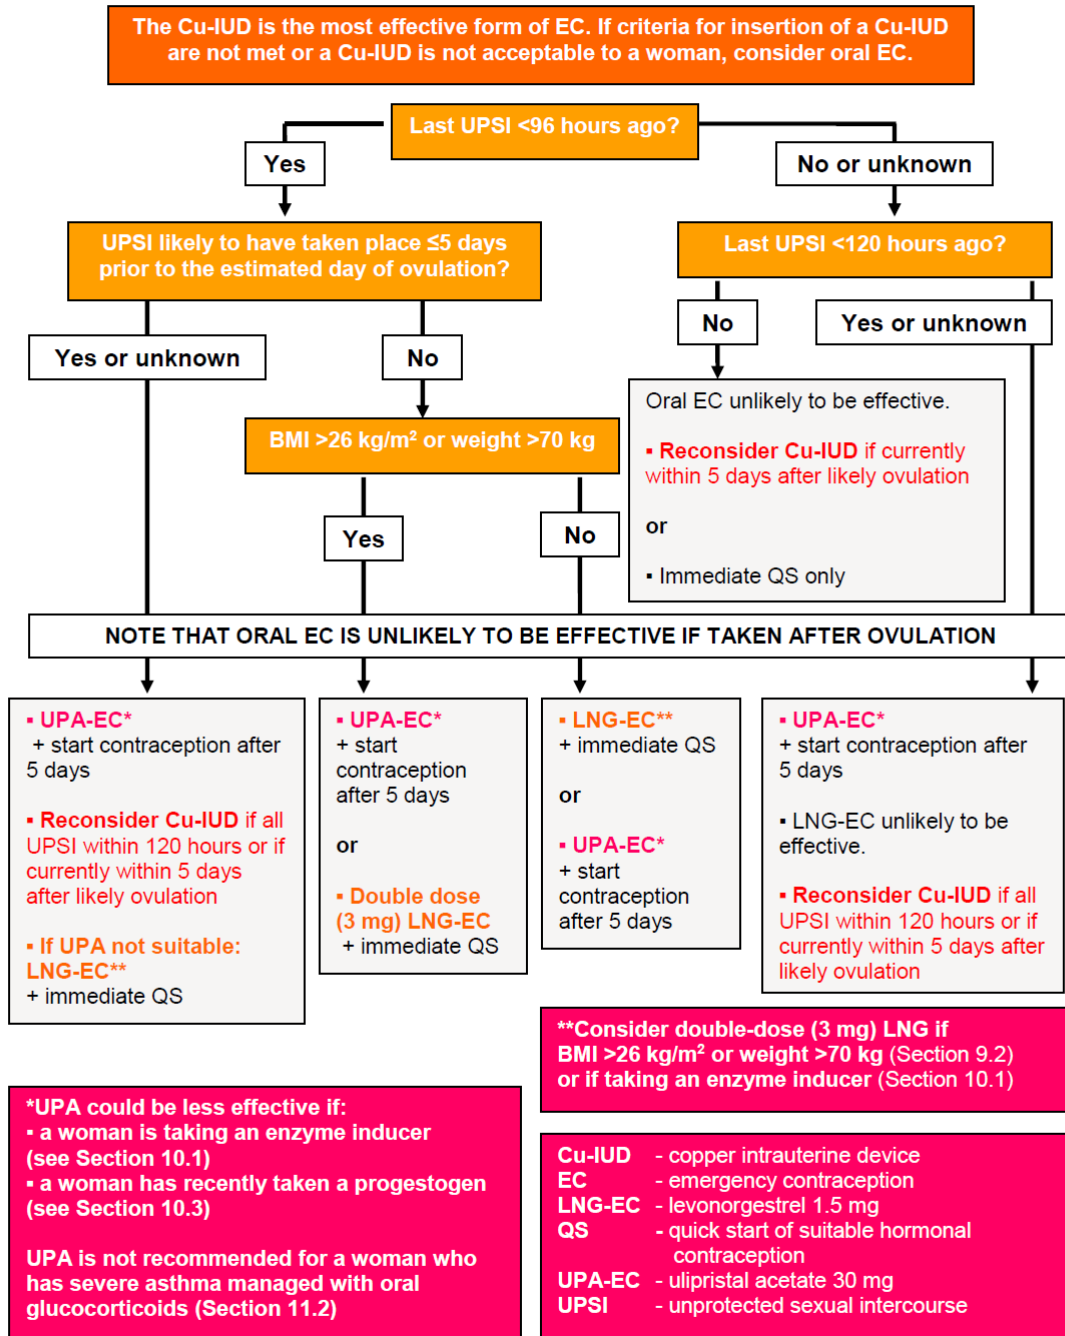 The Cu-IUD is the most effective form of EC. If criteria for insertion of a Cu-IUD
are not met or a Cu-IUD is not acceptable to a woman, consider oral EC.
Last UPSI <96 hours ago?
Yes
No or unknown
UPSI likely to have taken place ≤5 days
prior to the estimated day of ovulation?
Last UPSI <120 hours ago?
Yes or unknown
No
No
Yes or unknown
BMI >26 kg/m² or weight >70 kg
Yes
No
Oral EC unlikely to be effective.
▪ Reconsider Cu-IUD if currently
within 5 days after likely ovulation
or
▪ Immediate QS only
NOTE THAT ORAL EC IS UNLIKELY TO BE EFFECTIVE IF TAKEN AFTER OVULATION
▪ UPA-EC*
+ start contraception after
5 days
▪ Reconsider Cu-IUD if all
UPSI within 120 hours or if
currently within 5 days
after likely ovulation
▪ If UPA not suitable:
LNG-EC**
+ immediate QS
▪ UPA-EC*
+ start
contraception
after 5 days
or
▪ Double dose
(3 mg) LNG-EC
+ immediate QS
▪ LNG-EC**
+ immediate QS
or
▪ UPA-EC*
+ start
contraception
after 5 days
▪ UPA-EC*
+ start contraception after
5 days
▪ LNG-EC unlikely to be
effective.
▪ Reconsider Cu-IUD if all
UPSI within 120 hours or if
currently within 5 days after
likely ovulation
**Consider double-dose (3 mg) LNG if
BMI >26 kg/m² or weight >70 kg (Section 9.2)
or if taking an enzyme inducer (Section 10.1)
*UPA could be less effective if:
▪ a woman is taking an enzyme inducer
(see Section 10.1)
▪ a woman has recently taken a progestogen
(see Section 10.3)
UPA is not recommended for a woman who
has severe asthma managed with oral
glucocorticoids (Section 11.2)
Cu-IUD - copper intrauterine device
EC - emergency contraception
LNG-EC - levonorgestrel 1.5 mg
QS - quick start of suitable hormonal
contraception
UPA-EC - ulipristal acetate 30 mg
UPSI - unprotected sexual intercourse